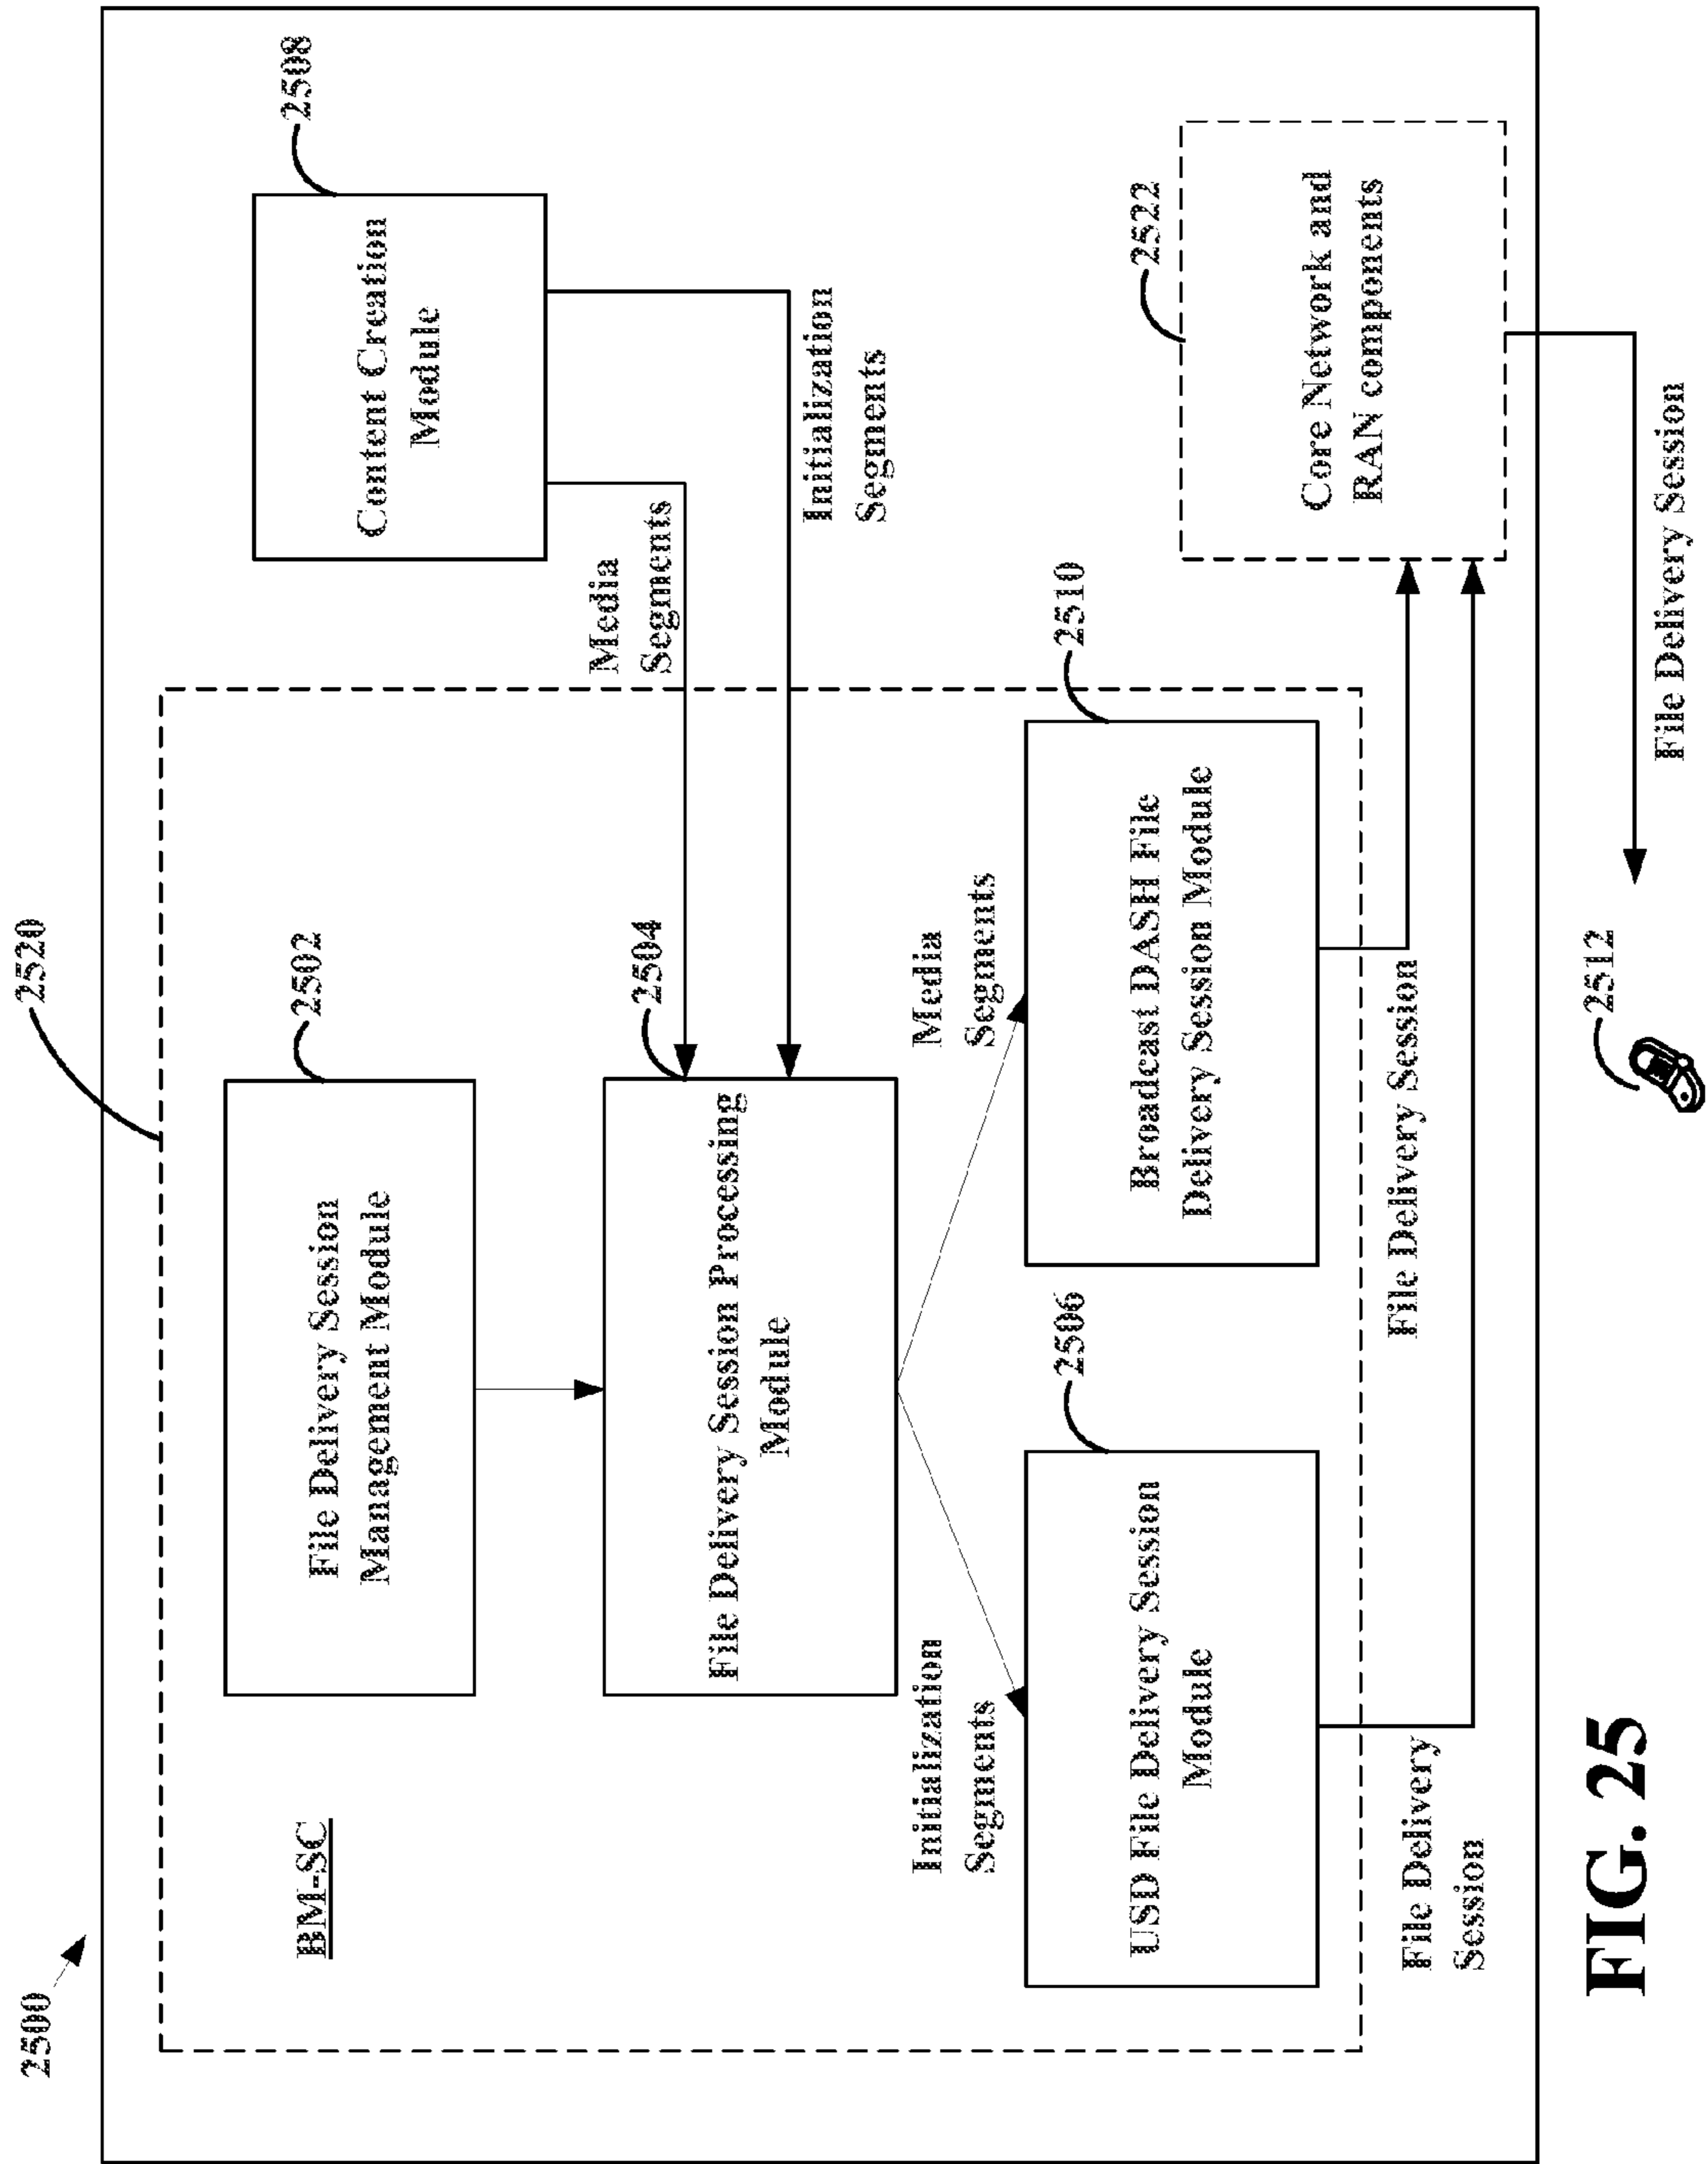 2500
2520
BM-SC
2502
File Delivery Session
Management Module
2508
Content Creation
Module
2504
File Delivery Session Processing
Module
Media
Segments
Initialization
Segments
Initialization
Segments
Media
Segments
2506
USD File Delivery Session
Module
2510
Broadcast DASH File
Delivery Session Module
2522
Core Network and
RAN components
File Delivery
Session
File Delivery Session
2512
File Delivery Session
FIG. 25